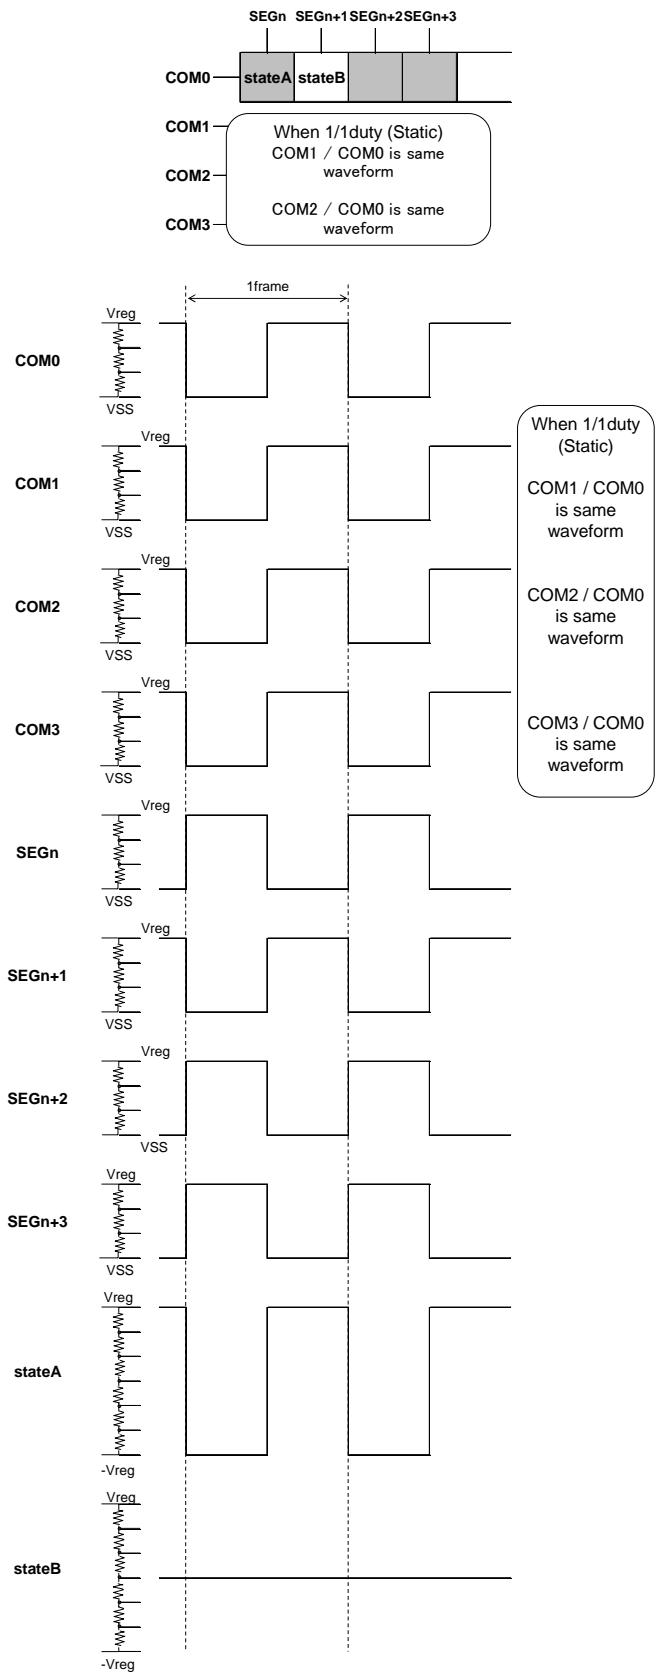 SEGn SEGn+1 SEGn+2 SEGn+3
COM0 stateA stateB
COM1
COM2
COM3
When 1/1duty (Static)
COM1 / COM0 is same
waveform
COM2 / COM0 is same
waveform
1frame
Vreg
COM0
VSS
Vreg
COM1
VSS
Vreg
COM2
VSS
Vreg
COM3
VSS
When 1/1duty
(Static)
COM1 / COM0
is same
waveform
COM2 / COM0
is same
waveform
COM3 / COM0
is same
waveform
Vreg
SEGn
VSS
Vreg
SEGn+1
VSS
Vreg
SEGn+2
VSS
Vreg
SEGn+3
VSS
Vreg
stateA
-Vreg
Vreg
stateB
-Vreg